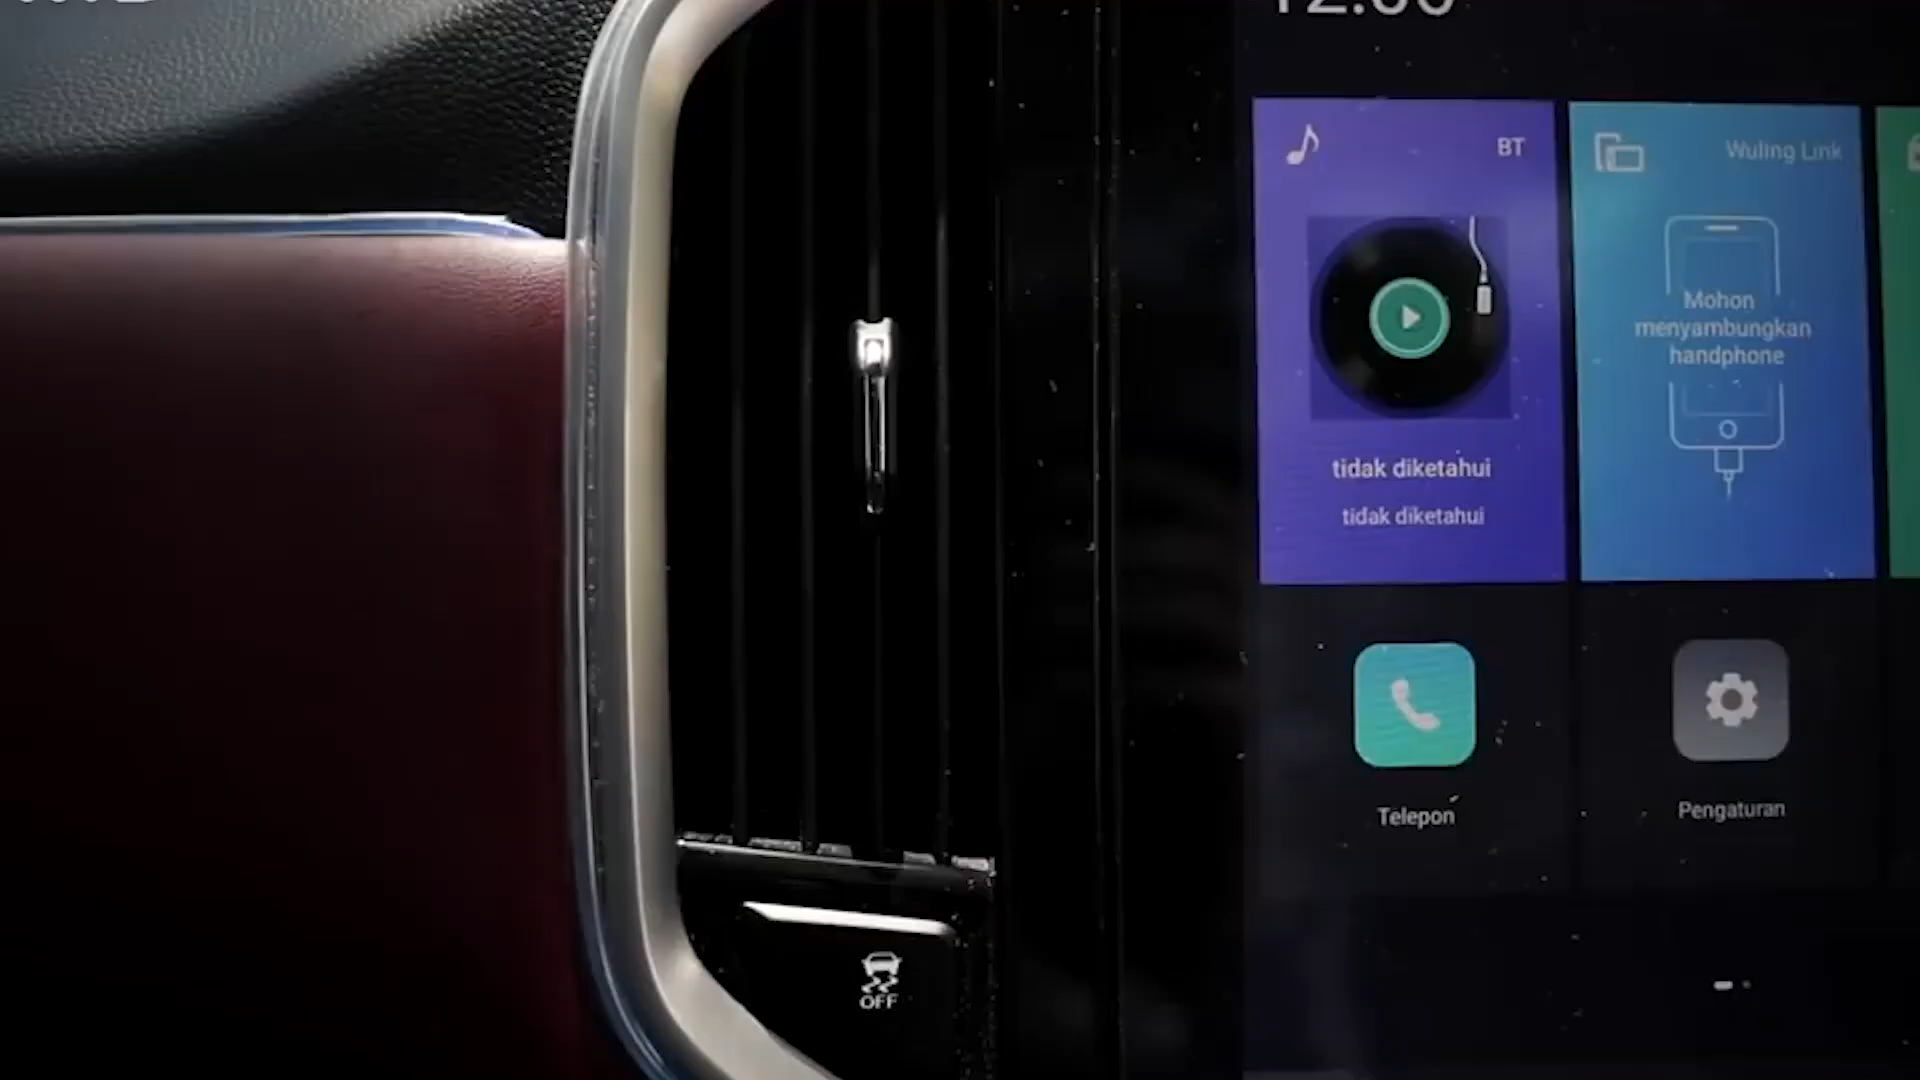 BT
Wuling Link
Mohon
menyambungkan
handphone
tidak diketahui
tidak diketahui
Telepon
Pengaturan
OFF